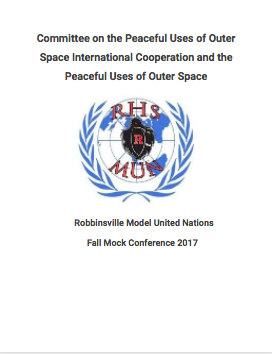 Committee on the Peaceful Uses of Outer
Space International Cooperation and the
Peaceful Uses of Outer Space
RHS
R
MUN
Robbinsville Model United Nations
Fall Mock Conference 2017